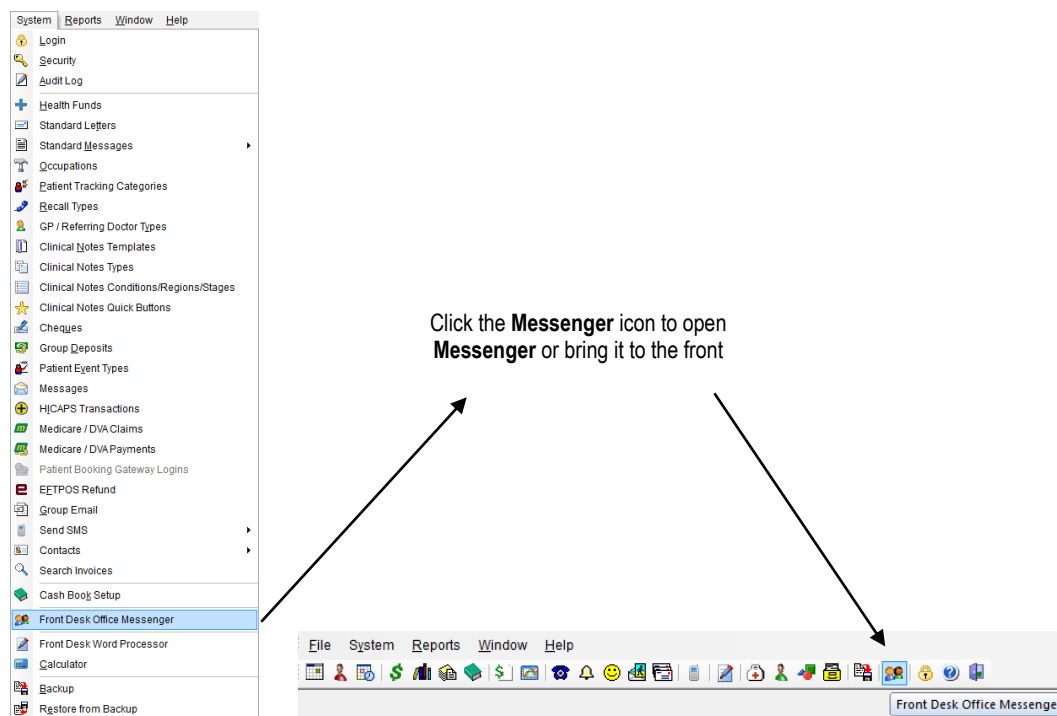 System Reports Window Help
Login
Security
Audit Log
Health Funds
Standard Letters
Standard Messages
Occupations
Patient Tracking Categories
Recall Types
GP / Referring Doctor Types
Clinical Notes Templates
Clinical Notes Types
Clinical Notes Conditions/Regions/Stages
Clinical Notes Quick Buttons
Cheques
Group Deposits
Patient Event Types
Messages
HICAPS Transactions
Medicare / DVA Claims
Medicare / DVA Payments
Patient Booking Gateway Logins
EFTPOS Refund
Group Email
Send SMS
Contacts
Search Invoices
Cash Book Setup
Front Desk Office Messenger
Front Desk Word Processor
Calculator
Backup
Restore from Backup
Click the Messenger icon to open
Messenger or bring it to the front
File System Reports Window Help
Front Desk Office Messenge